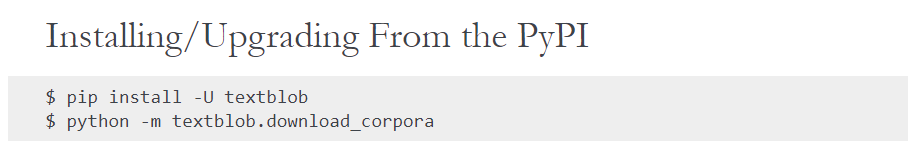 Installing/Upgrading From the PyPI
$ pip install -U textblob
$ python -m textblob.download_corpora